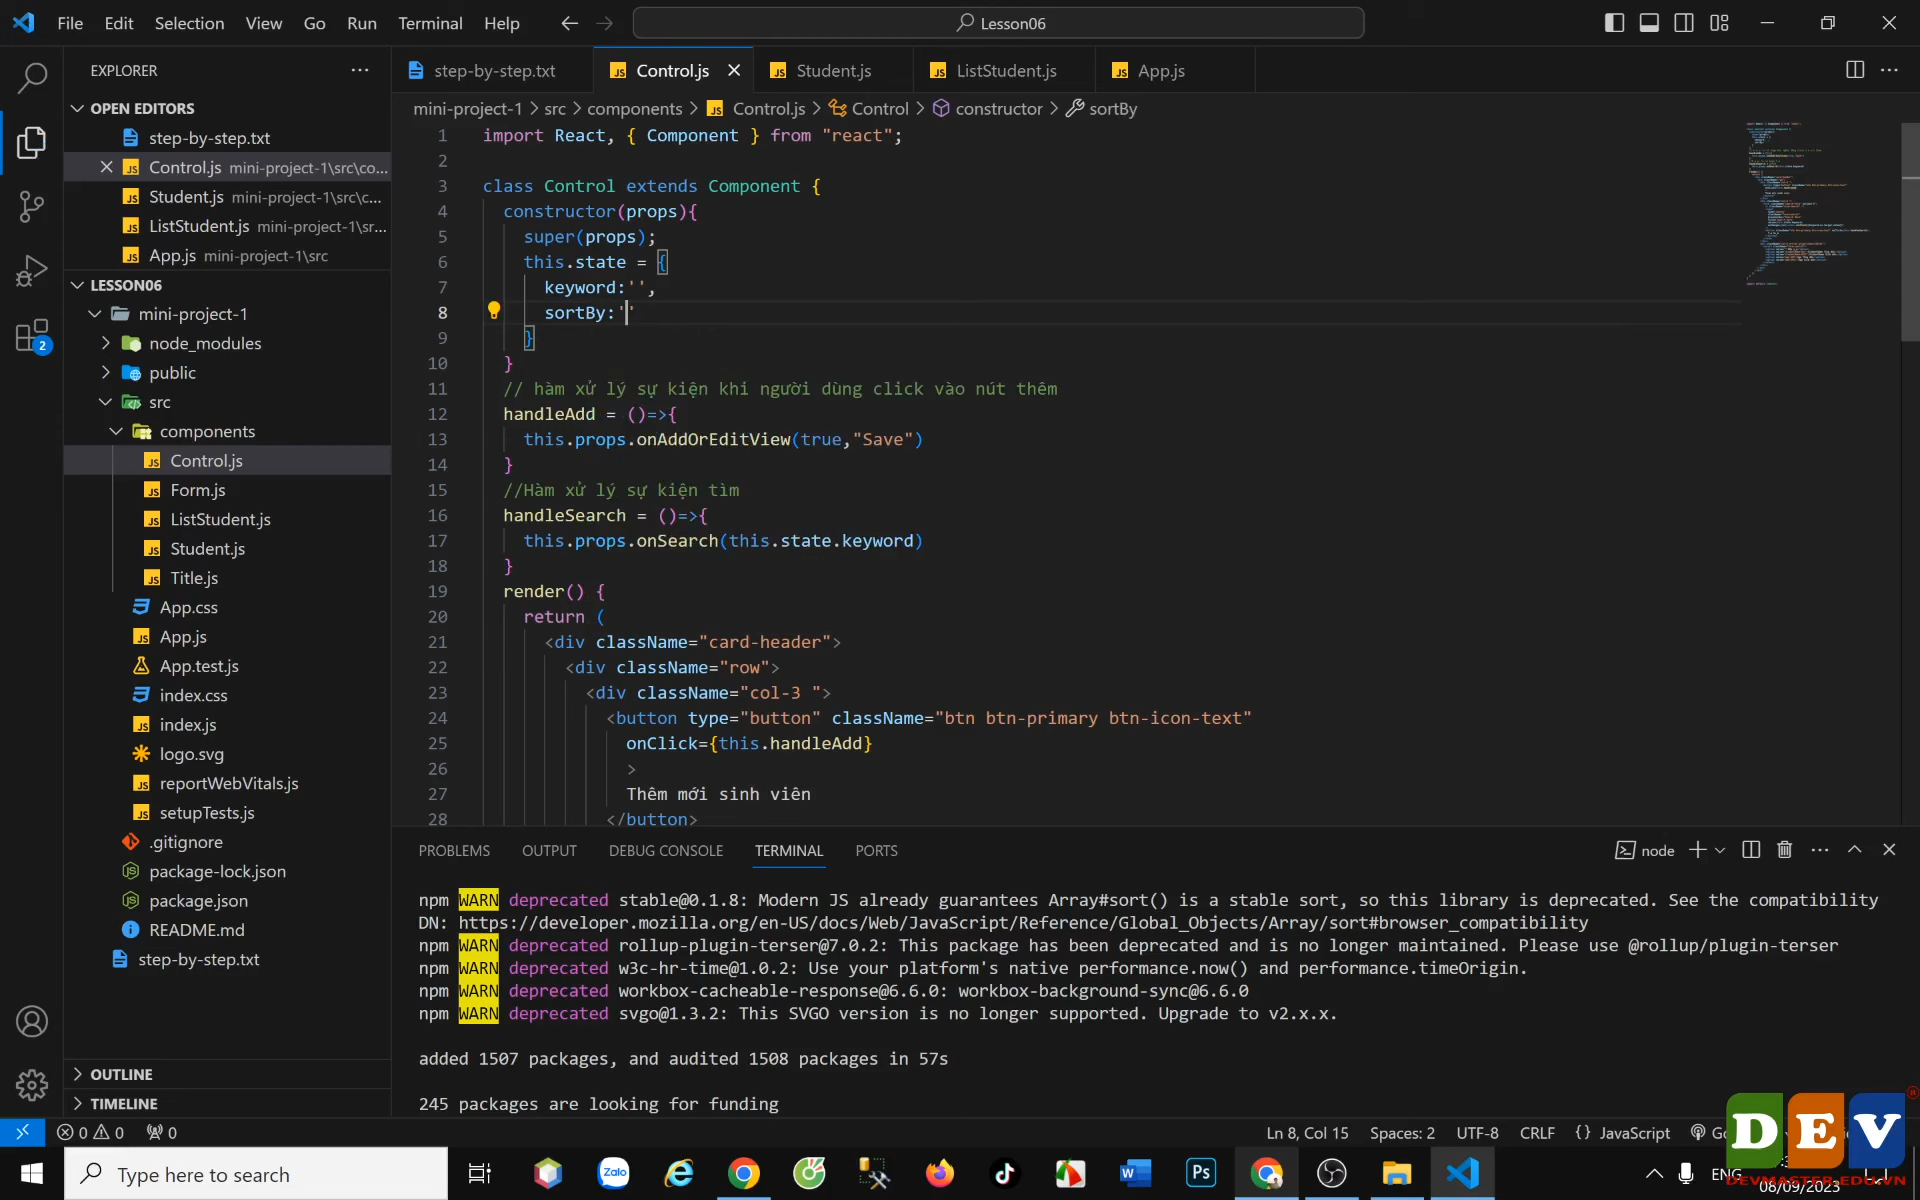 File Edit Selection View Go Run Terminal Help
Lesson06
EXPLORER
OPEN EDITORS
step-by-step.txt
Control.js mini-project-1\src\co...
Student.js mini-project-1\src\c...
ListStudent.js mini-project-1\sr...
App.js mini-project-1\src
LESSON06
mini-project-1
node_modules
public
src
components
Control.js
Form.js
ListStudent.js
Student.js
Title.js
App.css
App.js
App.test.js
index.css
index.js
logo.svg
reportWebVitals.js
setupTests.js
.gitignore
package-lock.json
package.json
README.md
step-by-step.txt
OUTLINE
TIMELINE
2
step-by-step.txt Control.js Student.js ListStudent.js App.js
mini-project-1 > src > components > Control.js > Control > constructor > sortBy
1 import React, { Component } from "react";
2
3 class Control extends Component {
4 constructor(props){
5 super(props);
6 this.state = {
7 keyword:'',
8 sortBy:''
9 }
10 }
11 // hàm xử lý sự kiện khi người dùng click vào nút thêm
12 handleAdd = ()=>{
13 this.props.onAddOrEditView(true,"Save")
14 }
15 //Hàm xử lý sự kiện tìm
16 handleSearch = ()=>{
17 this.props.onSearch(this.state.keyword)
18 }
19 render() {
20 return (
21 <div className="card-header">
22 <div className="row">
23 <div className="col-3 ">
24 <button type="button" className="btn btn-primary btn-icon-text"
25 onClick={this.handleAdd}
26 >
27 Thêm mới sinh viên
28 </button>
PROBLEMS OUTPUT DEBUG CONSOLE TERMINAL PORTS
node
npm WARN deprecated stable@0.1.8: Modern JS already guarantees Array#sort() is a stable sort, so this library is deprecated. See the compatibility
DN: https://developer.mozilla.org/en-US/docs/Web/JavaScript/Reference/Global_Objects/Array/sort#browser_compatibility
npm WARN deprecated rollup-plugin-terser@7.0.2: This package has been deprecated and is no longer maintained. Please use @rollup/plugin-terser
npm WARN deprecated w3c-hr-time@1.0.2: Use your platform's native performance.now() and performance.timeOrigin.
npm WARN deprecated workbox-cacheable-response@6.6.0: workbox-background-sync@6.6.0
npm WARN deprecated svgo@1.3.2: This SVGO version is no longer supported. Upgrade to v2.x.x.
added 1507 packages, and audited 1508 packages in 57s
245 packages are looking for funding
0 0 0
Ln 8, Col 15 Spaces: 2 UTF-8 CRLF {} JavaScript
DEV
DEVMASTER.EDU.VN
Type here to search
Zalo
Ps
ENG
08/09/2023